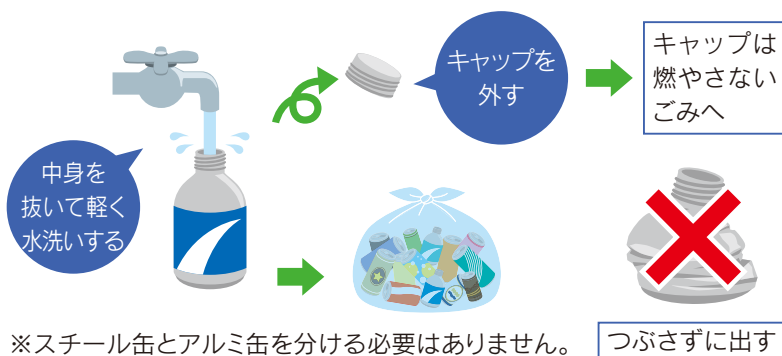 キャップを
外す
キャップは
燃やさない
ごみへ
中身を
抜いて軽く
水洗いする
※スチール缶とアルミ缶を分ける必要はありません。
つぶさずに出す